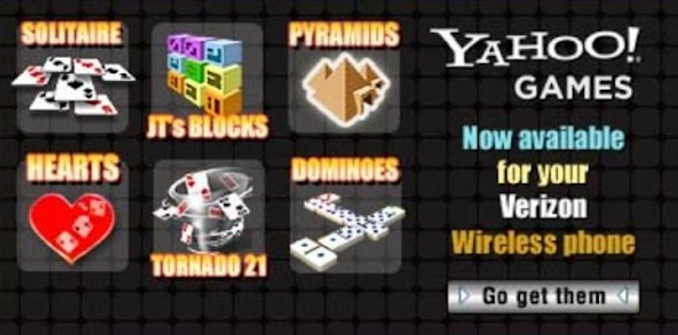 SOLITAIRE
JT's BLOCKS
PYRAMIDS
HEARTS
TORNADO 21
DOMINOES
YAHOO!
GAMES
Now available
for your
Verizon
Wireless phone
Go get them